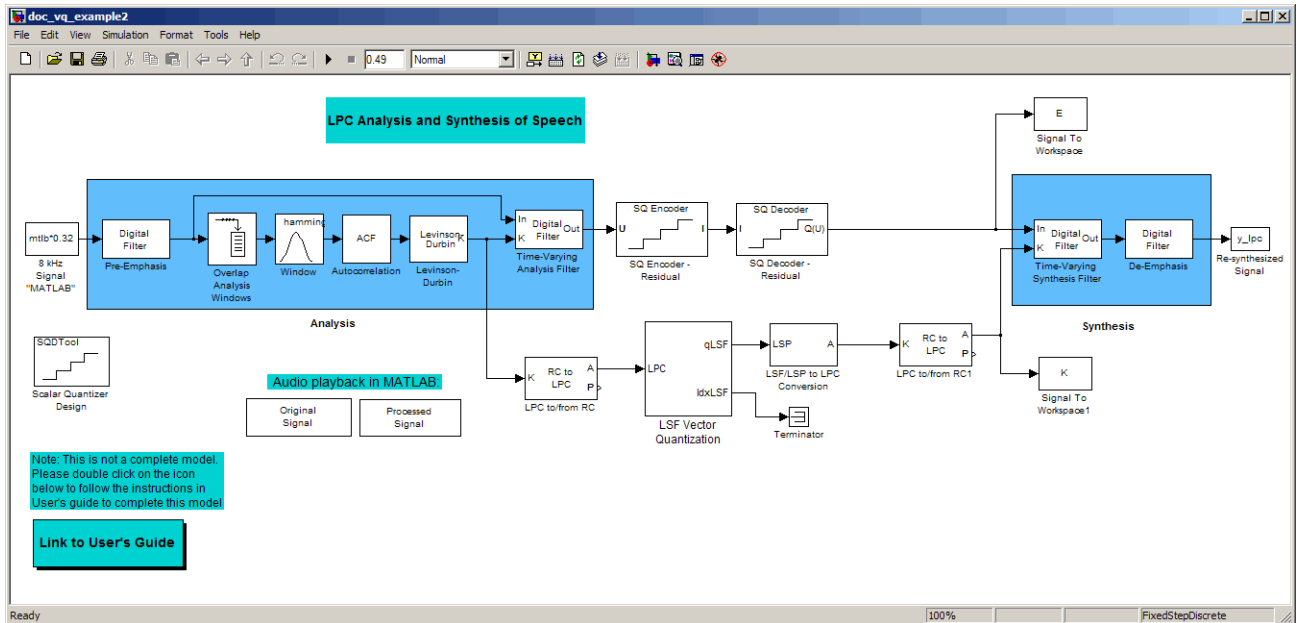 doc_vq_example2
File Edit View Simulation Format Tools Help
0.49
Normal
LPC Analysis and Synthesis of Speech
E
Signal To
Workspace
mtlb*0.32
8 kHz
Signal
"MATLAB"
Digital
Filter
Pre-Emphasis
Overlap
Analysis
Windows
hamming
Window
ACF
Autocorrelation
Levinson
Durbin
K
Levinson-
Durbin
In
K
Digital
Filter
Out
Time-Varying
Analysis Filter
Analysis
SQ Encoder
U
I
SQ Encoder -
Residual
SQ Decoder
I
Q(U)
SQ Decoder -
Residual
In
K
Digital
Filter
Out
Time-Varying
Synthesis Filter
Digital
Filter
De-Emphasis
Synthesis
y_lpc
Re-synthesized
Signal
SQDTool
Scalar Quantizer
Design
Audio playback in MATLAB:
Original
Signal
Processed
Signal
K
RC to
LPC
A
P
LPC to/from RC
LPC
qLSF
IdxLSF
LSF Vector
Quantization
LSP
A
LSF/LSP to LPC
Conversion
Terminator
K
RC to
LPC
A
P
LPC to/from RC1
K
Signal To
Workspace1
Note: This is not a complete model.
Please double click on the icon
below to follow the instructions in
User's guide to complete this model
Link to User's Guide
Ready
100%
FixedStepDiscrete